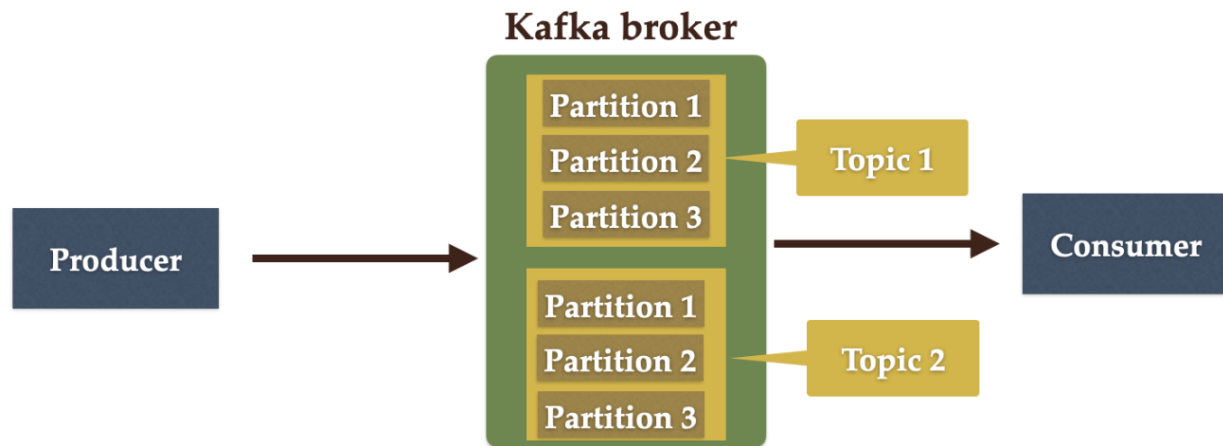 Kafka broker
Partition 1
Partition 2
Partition 3
Topic 1
Producer
Consumer
Partition 1
Partition 2
Partition 3
Topic 2